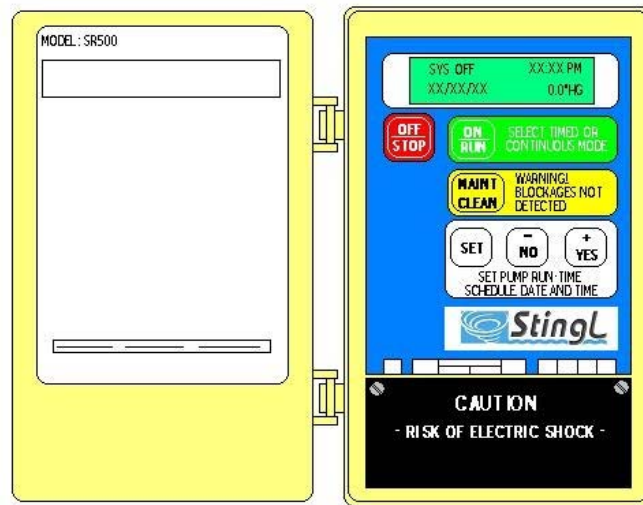 MODEL: SR500
SYS OFF XX:XX PM
XX/XX/XX 0.0"HG
OFF
STOP
ON
RUN
SELECT TIMED OR
CONTINUOUS MODE
MAINT
CLEAN
WARNING!
BLOCKAGES NOT
DETECTED
SET
-
NO
+
YES
SET PUMP RUN-TIME
SCHEDULE, DATE AND TIME
StingL
CAUTION
- RISK OF ELECTRIC SHOCK -